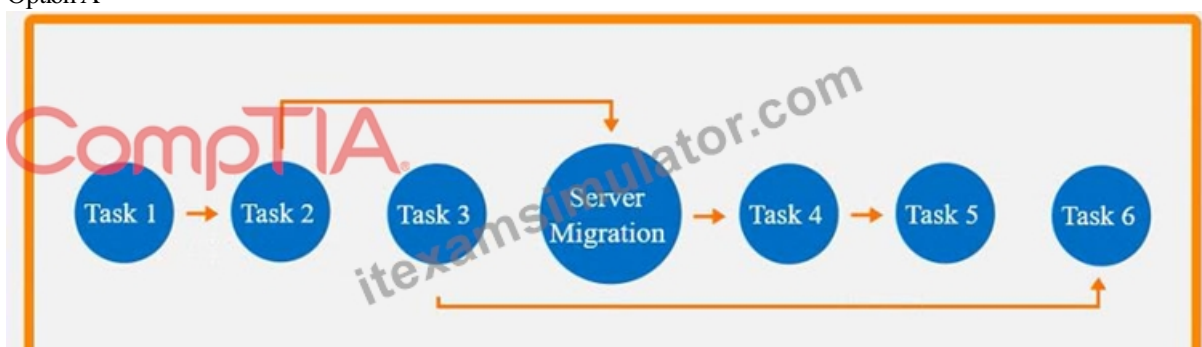 Option A
CompTIA.
itexamsimulator.com
Task 1
Task 2
Task 3
Server
Migration
Task 4
Task 5
Task 6